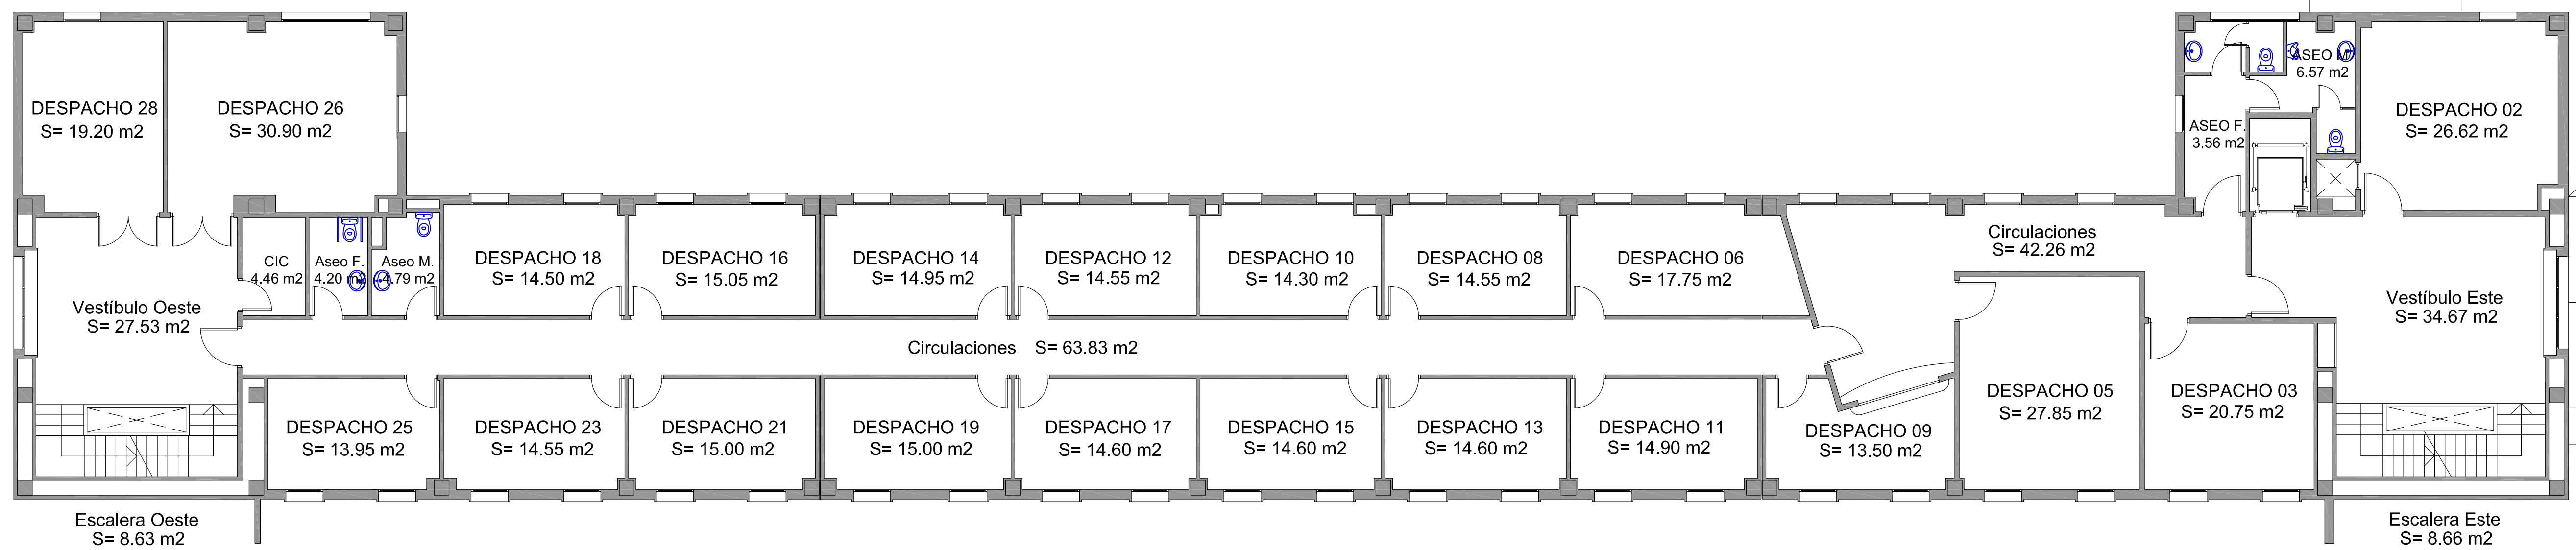 DESPACHO 28
S= 19.20 m2
DESPACHO 26
S= 30.90 m2
ASEO M.
6.57 m2
DESPACHO 02
S= 26.62 m2
ASEO F.
3.56 m2
CIC
4.46 m2
Aseo F.
4.20 m2
Aseo M.
4.79 m2
DESPACHO 18
S= 14.50 m2
DESPACHO 16
S= 15.05 m2
DESPACHO 14
S= 14.95 m2
DESPACHO 12
S= 14.55 m2
DESPACHO 10
S= 14.30 m2
DESPACHO 08
S= 14.55 m2
DESPACHO 06
S= 17.75 m2
Circulaciones
S= 42.26 m2
Vestíbulo Oeste
S= 27.53 m2
Vestíbulo Este
S= 34.67 m2
Circulaciones S= 63.83 m2
DESPACHO 25
S= 13.95 m2
DESPACHO 23
S= 14.55 m2
DESPACHO 21
S= 15.00 m2
DESPACHO 19
S= 15.00 m2
DESPACHO 17
S= 14.60 m2
DESPACHO 15
S= 14.60 m2
DESPACHO 13
S= 14.60 m2
DESPACHO 11
S= 14.90 m2
DESPACHO 09
S= 13.50 m2
DESPACHO 05
S= 27.85 m2
DESPACHO 03
S= 20.75 m2
Escalera Oeste
S= 8.63 m2
Escalera Este
S= 8.66 m2